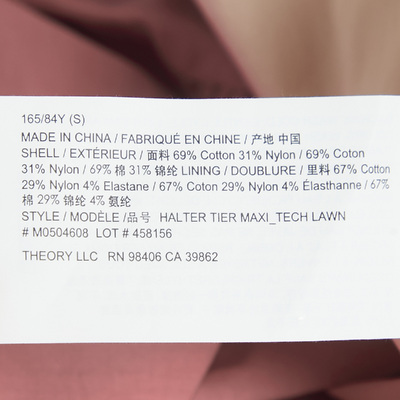 165/84Y (S)
MADE IN CHINA / FABRIQUÉ EN CHINE / 产地 中国
SHELL / EXTÉRIEUR / 面料 69% Cotton 31% Nylon / 69% Coton
31% Nylon / 69% 棉 31% 锦纶 LINING / DOUBLURE / 里料 67% Cotton
29% Nylon 4% Elastane / 67% Coton 29% Nylon 4% Élasthanne / 67%
棉 29% 锦纶 4% 氨纶
STYLE / MODÈLE /品号 HALTER TIER MAXI_TECH LAWN
# M0504608 LOT # 458156
THEORY LLC RN 98406 CA 39862